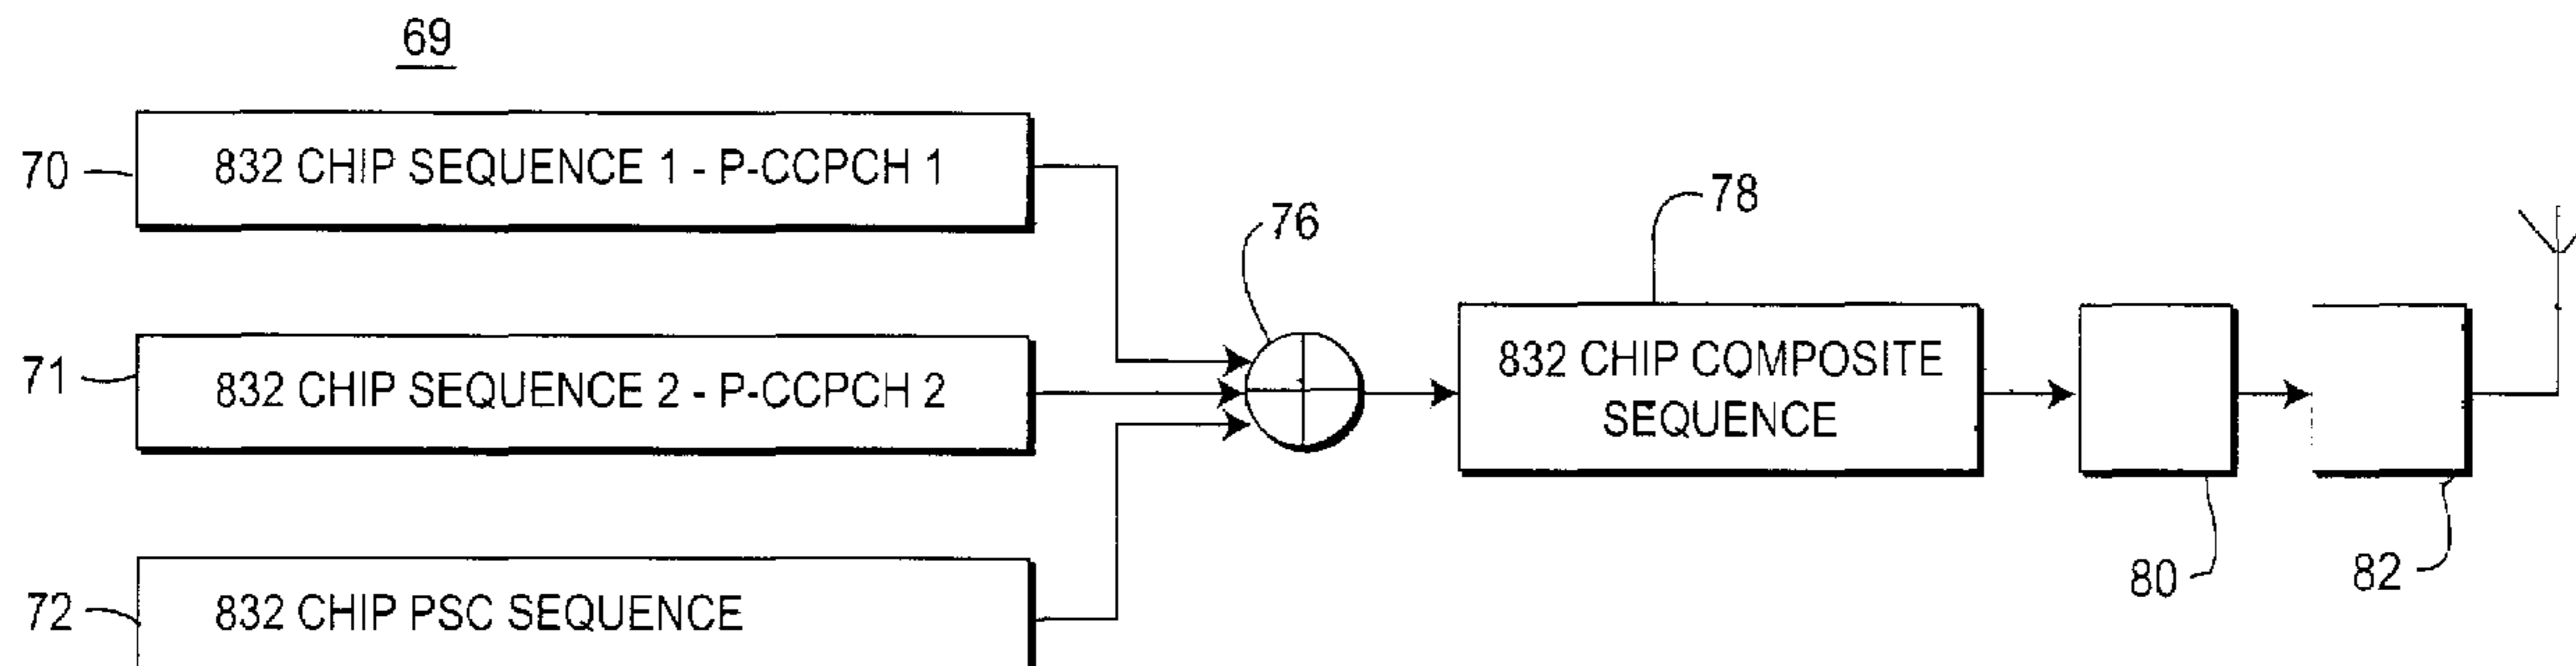 69
70
832 CHIP SEQUENCE 1 - P-CCPCH 1
71
832 CHIP SEQUENCE 2 - P-CCPCH 2
72
832 CHIP PSC SEQUENCE
76
78
832 CHIP COMPOSITE
SEQUENCE
80
82